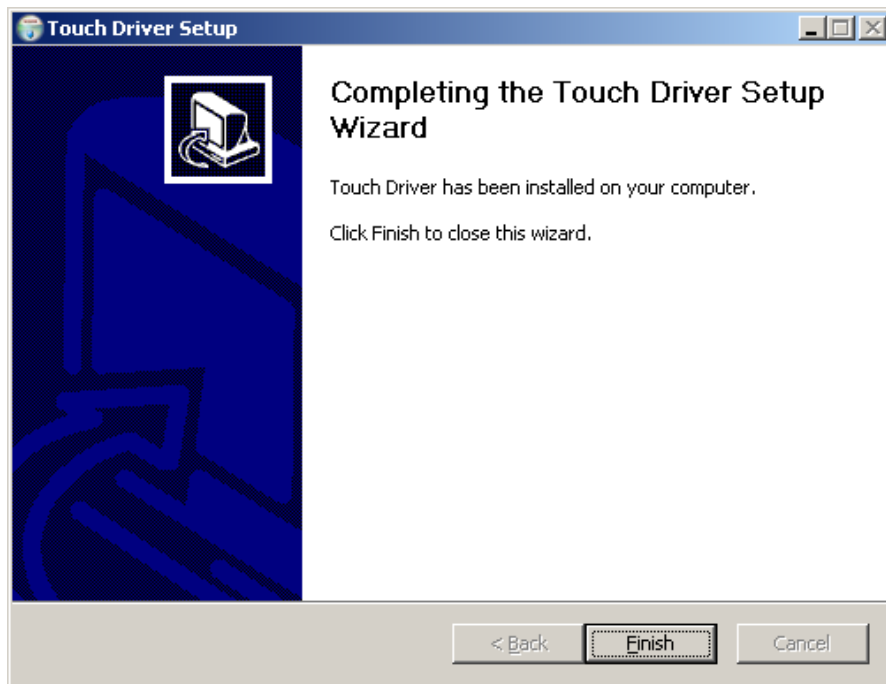 Touch Driver Setup
Completing the Touch Driver Setup
Wizard
Touch Driver has been installed on your computer.
Click Finish to close this wizard.
< Back Finish Cancel